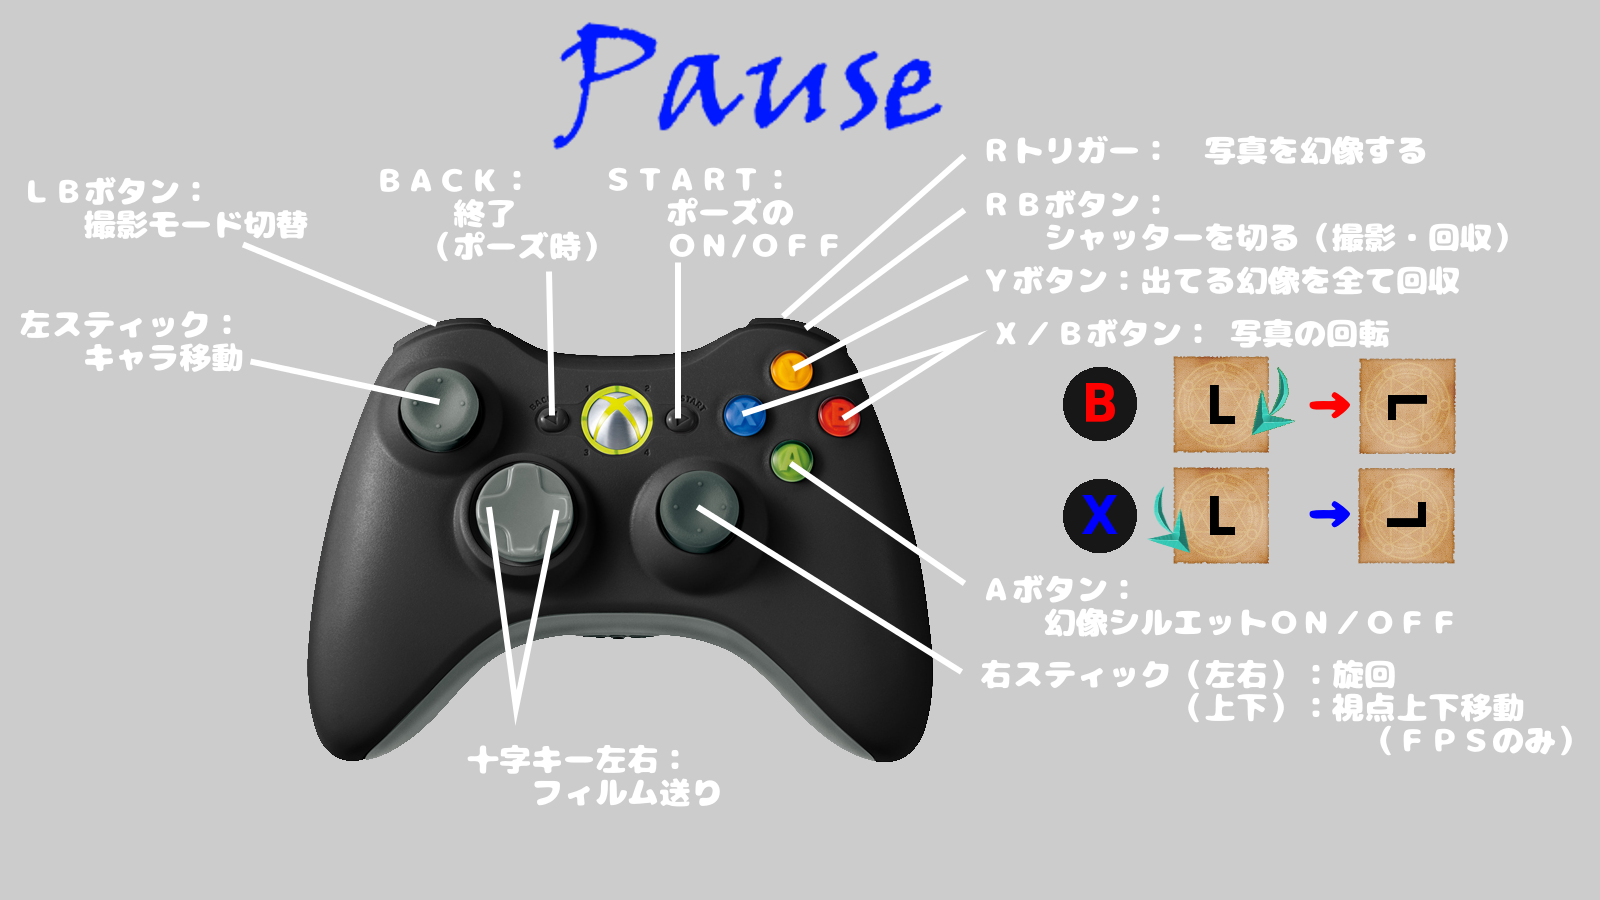 Pause
LBボタン：
撮影モード切替
左スティック：
キャラ移動
BACK：
終了
（ポーズ時）
START：
ポーズの
ON/OFF
Rトリガー：　写真を幻像する
RBボタン：
シャッターを切る（撮影・回収）
Yボタン：出てる幻像を全て回収
X／Bボタン：　写真の回転
B
L
L
X
L
L
Aボタン：
幻像シルエットON／OFF
右スティック（左右）：旋回
（上下）：視点上下移動
（FPSのみ）
十字キー左右：
フィルム送り
BACK
START
1
2
3
4
Y
X
B
A